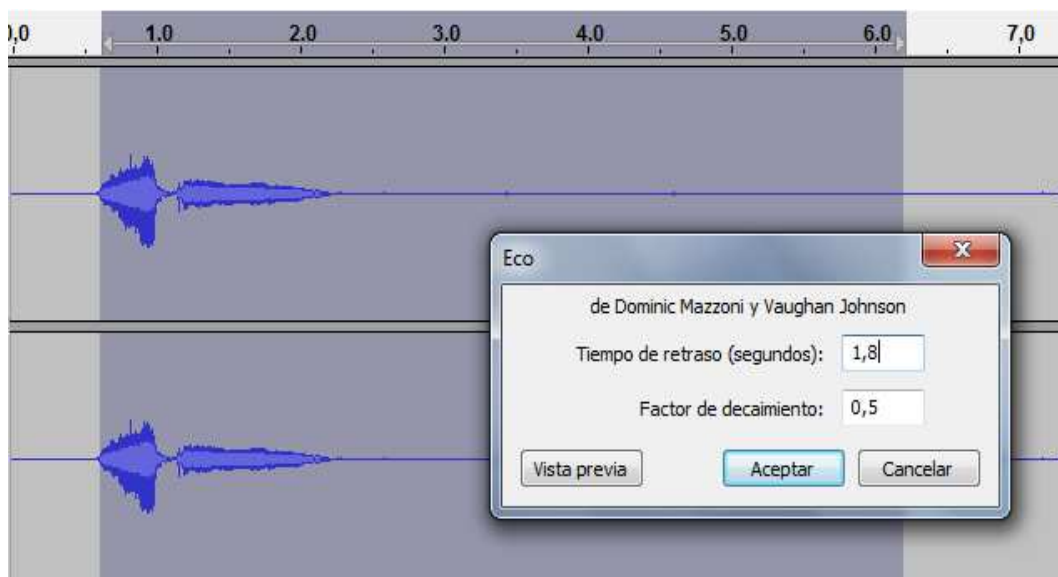 ),0 1.0 2.0 3.0 4.0 5.0 6.0 7,0
Eco
x
de Dominic Mazzoni y Vaughan Johnson
Tiempo de retraso (segundos): 1,8
Factor de decaimiento: 0,5
Vista previa Aceptar Cancelar